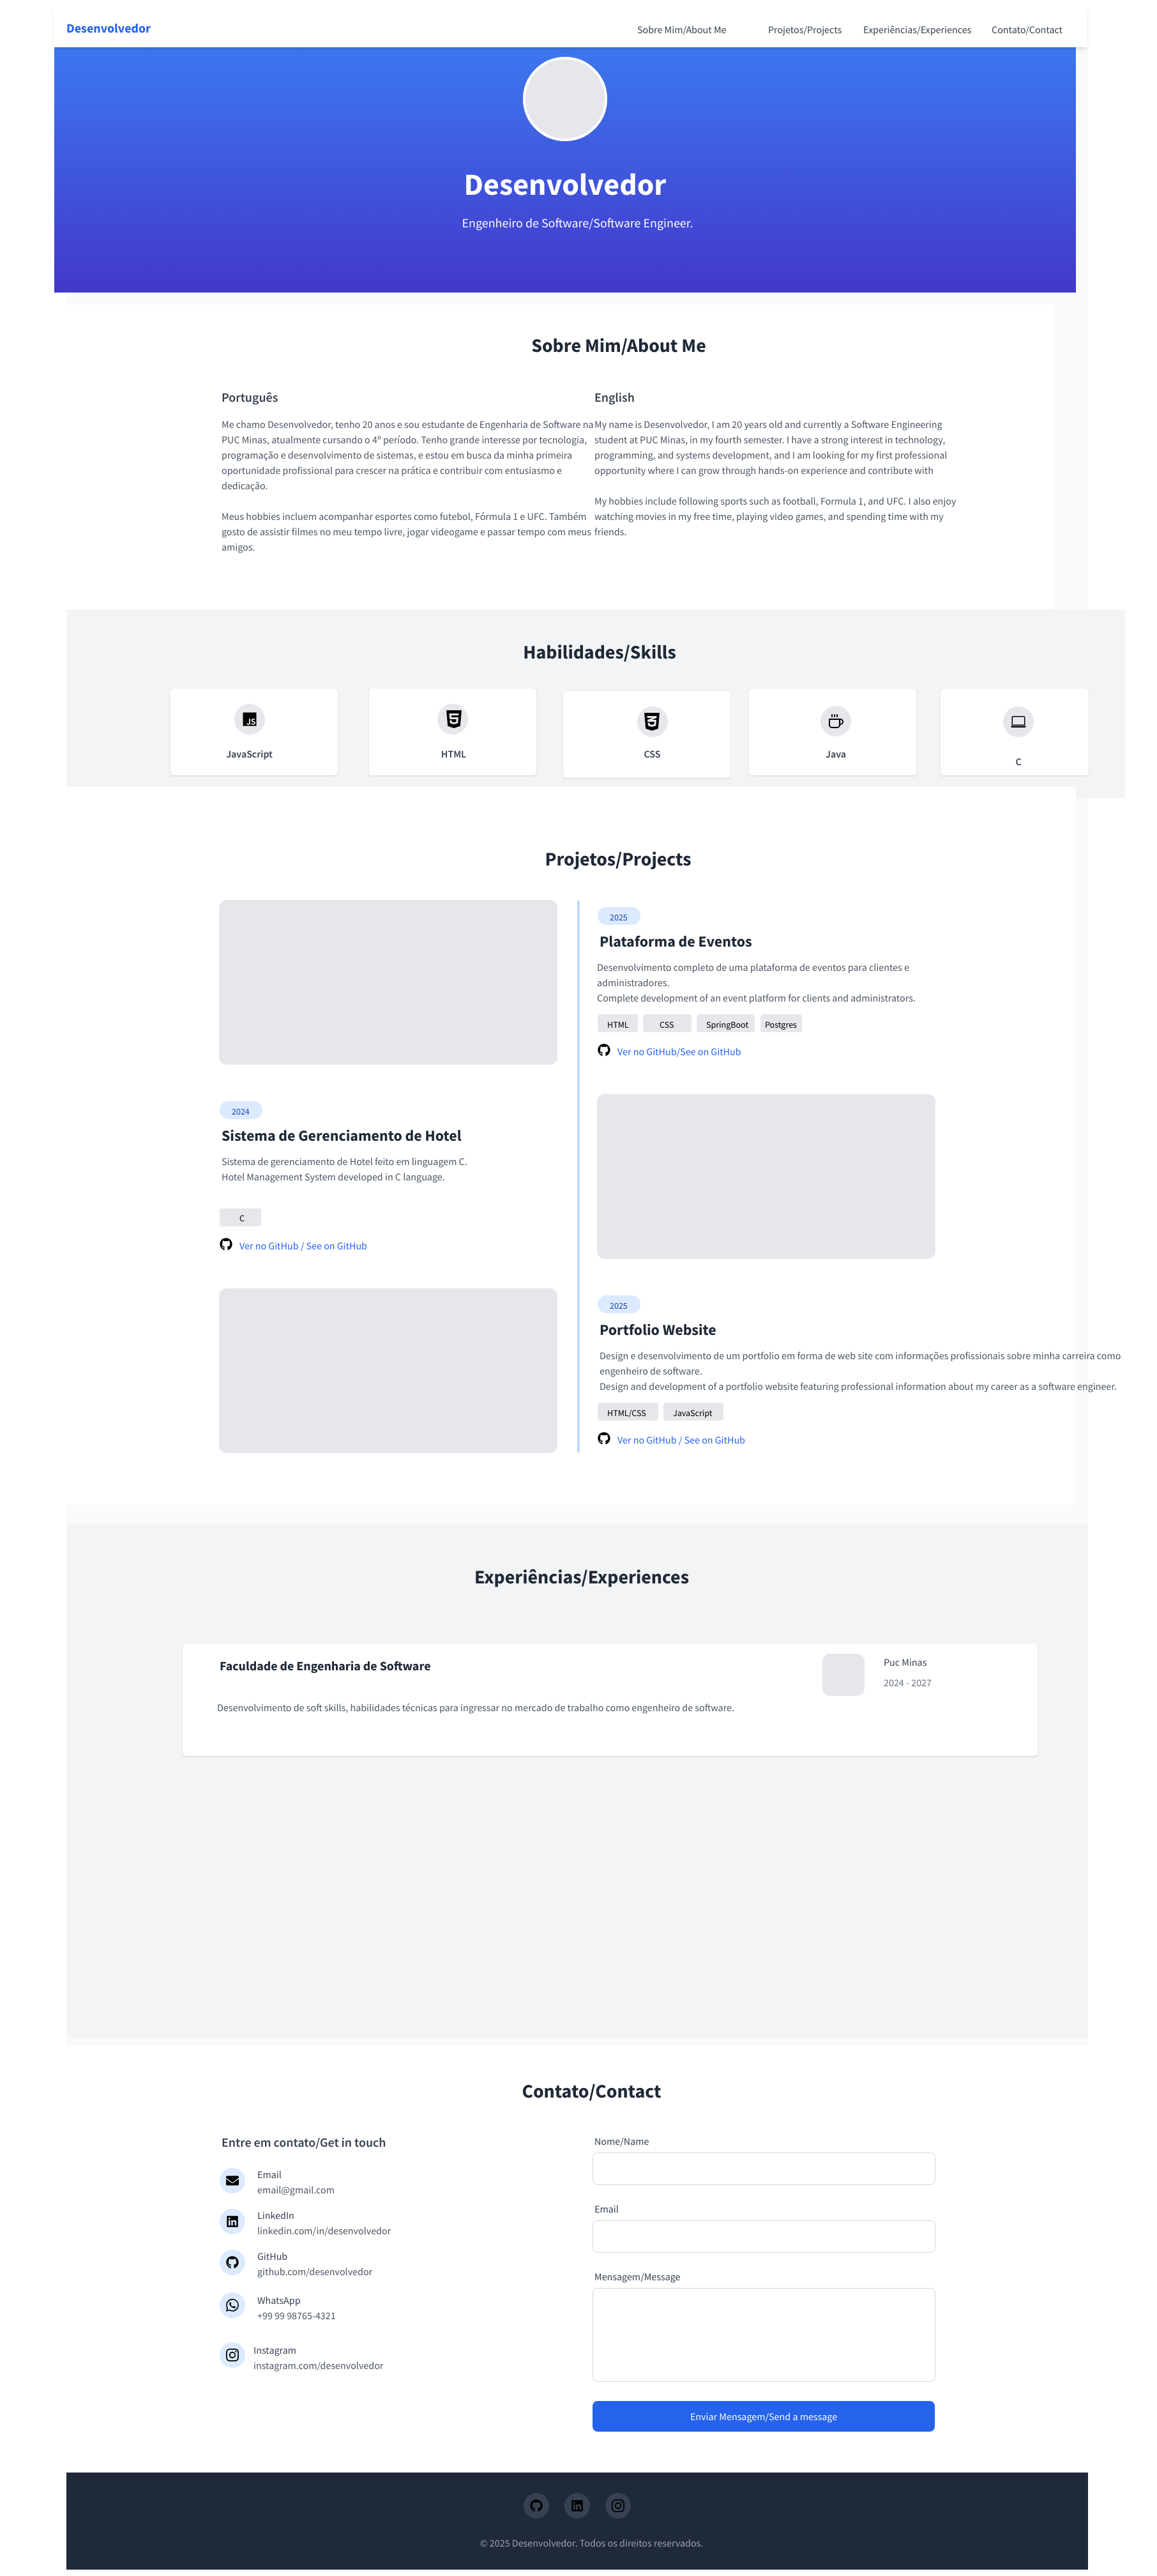 Desenvolvedor
Sobre Mim/About Me
Projetos/Projects
Experiências/Experiences
Contato/Contact
Desenvolvedor
Engenheiro de Software/Software Engineer.
Sobre Mim/About Me
Português
Me chamo Desenvolvedor, tenho 20 anos e sou estudante de Engenharia de Software na
PUC Minas, atualmente cursando o 4º período. Tenho grande interesse por tecnologia,
programação e desenvolvimento de sistemas, e estou em busca da minha primeira
oportunidade profissional para crescer na prática e contribuir com entusiasmo e
dedicação.
Meus hobbies incluem acompanhar esportes como futebol, Fórmula 1 e UFC. Também
gosto de assistir filmes no meu tempo livre, jogar videogame e passar tempo com meus
amigos.
English
My name is Desenvolvedor, I am 20 years old and currently a Software Engineering
student at PUC Minas, in my fourth semester. I have a strong interest in technology,
programming, and systems development, and I am looking for my first professional
opportunity where I can grow through hands-on experience and contribute with
My hobbies include following sports such as football, Formula 1, and UFC. I also enjoy
watching movies in my free time, playing video games, and spending time with my
friends.
Habilidades/Skills
JS
JavaScript
HTML
CSS
Java
C
Projetos/Projects
2025
Plataforma de Eventos
Desenvolvimento completo de uma plataforma de eventos para clientes e
administradores.
Complete development of an event platform for clients and administrators.
HTML
CSS
SpringBoot
Postgres
Ver no GitHub/See on GitHub
2024
Sistema de Gerenciamento de Hotel
Sistema de gerenciamento de Hotel feito em linguagem C.
Hotel Management System developed in C language.
C
Ver no GitHub / See on GitHub
2025
Portfolio Website
Design e desenvolvimento de um portfolio em forma de web site com informações profissionais sobre minha carreira como
engenheiro de software.
Design and development of a portfolio website featuring professional information about my career as a software engineer.
HTML/CSS
JavaScript
Ver no GitHub / See on GitHub
Experiências/Experiences
Faculdade de Engenharia de Software
Puc Minas
2024 - 2027
Desenvolvimento de soft skills, habilidades técnicas para ingressar no mercado de trabalho como engenheiro de software.
Contato/Contact
Entre em contato/Get in touch
Email
email@gmail.com
LinkedIn
linkedin.com/in/desenvolvedor
GitHub
github.com/desenvolvedor
WhatsApp
+99 99 98765-4321
Instagram
instagram.com/desenvolvedor
Nome/Name
Email
Mensagem/Message
Enviar Mensagem/Send a message
© 2025 Desenvolvedor. Todos os direitos reservados.